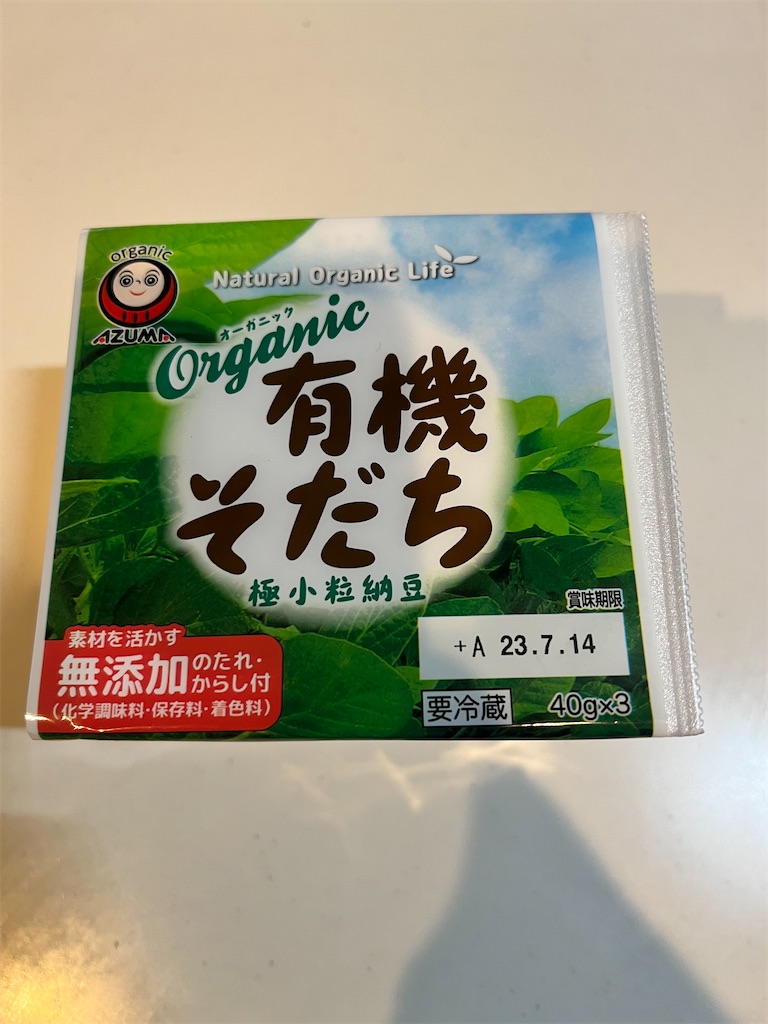 organic
AZUMA
Natural Organic Life
オーガニック
Organic
有機
そだち
極小粒納豆
賞味期限
+A 23.7.14
素材を活かす
無添加のたれ・からし付
(化学調味料・保存料・着色料)
要冷蔵
40g×3